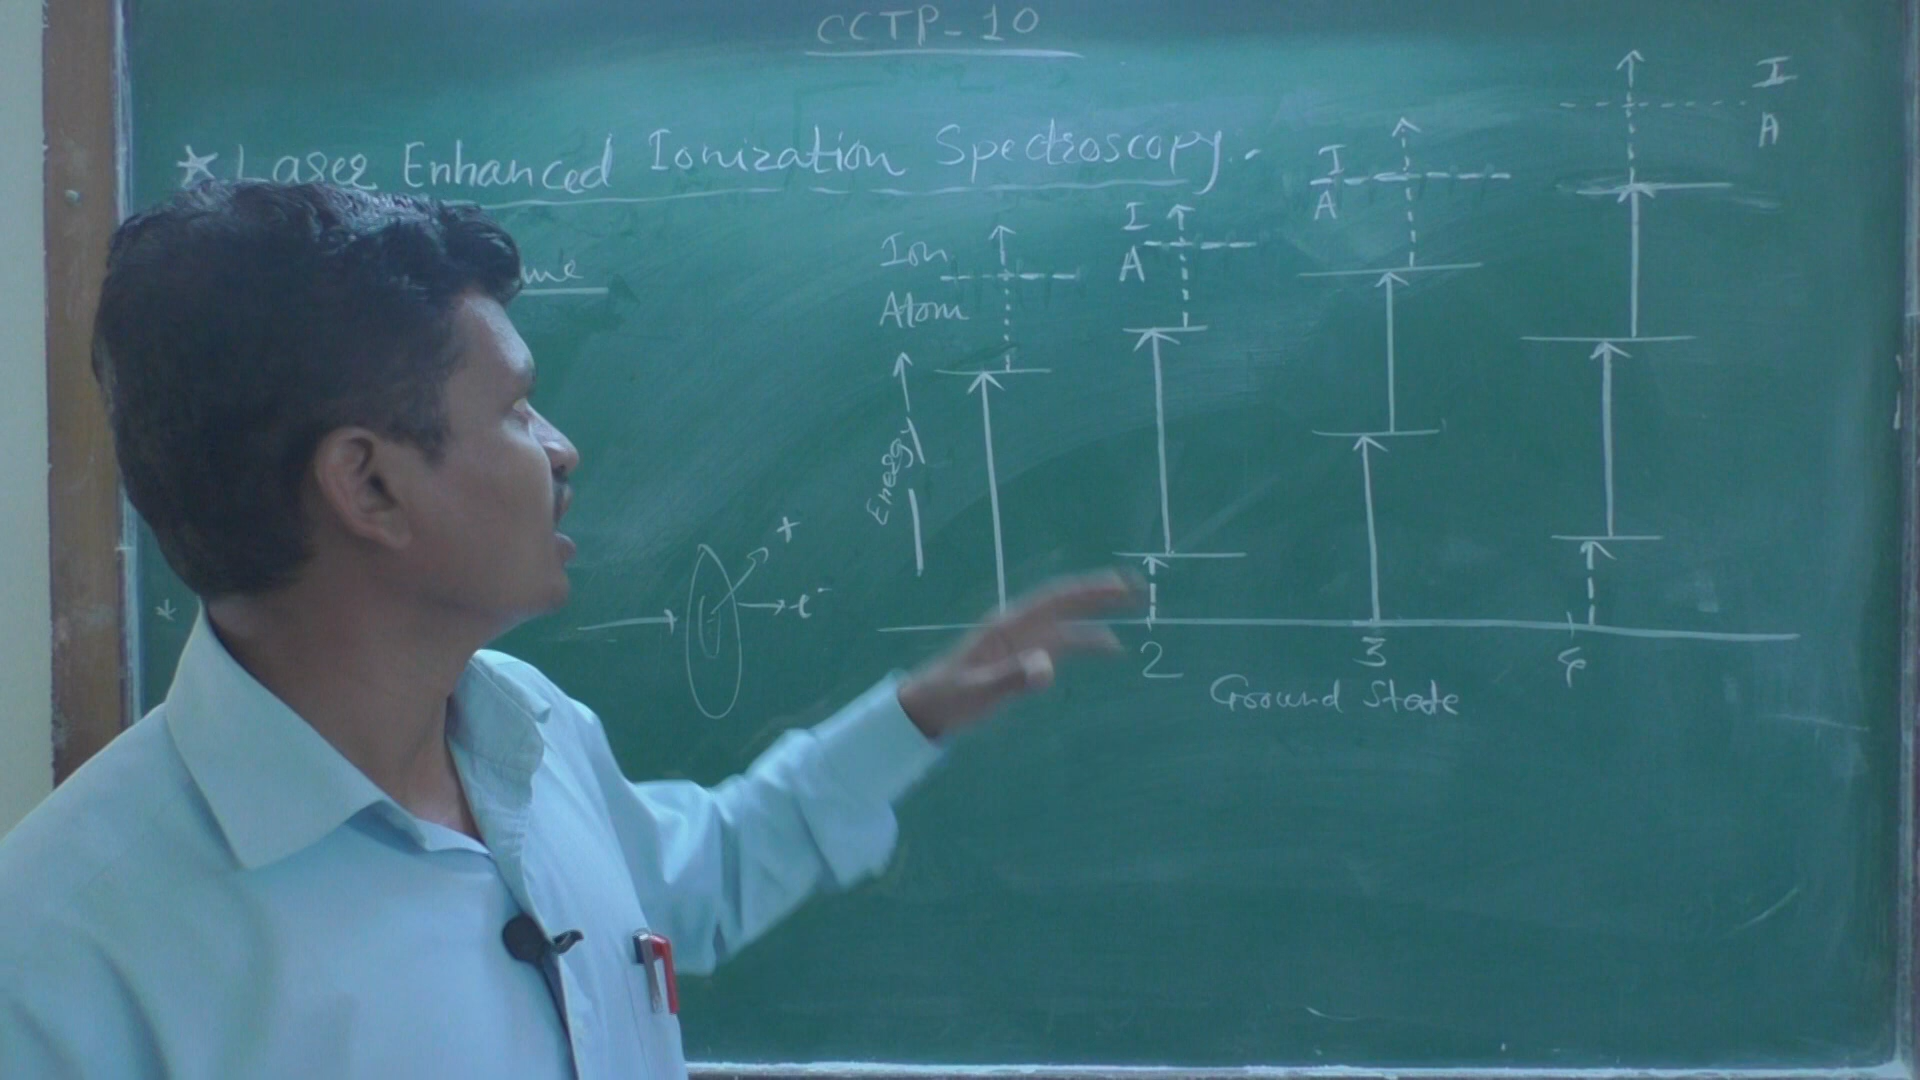 CCTP-10
* Laser Enhanced Ionization Spectroscopy.
Ion
Atom
I
A
I
A
I
A
Energy
+
e⁻
*
2
3
4
Ground State